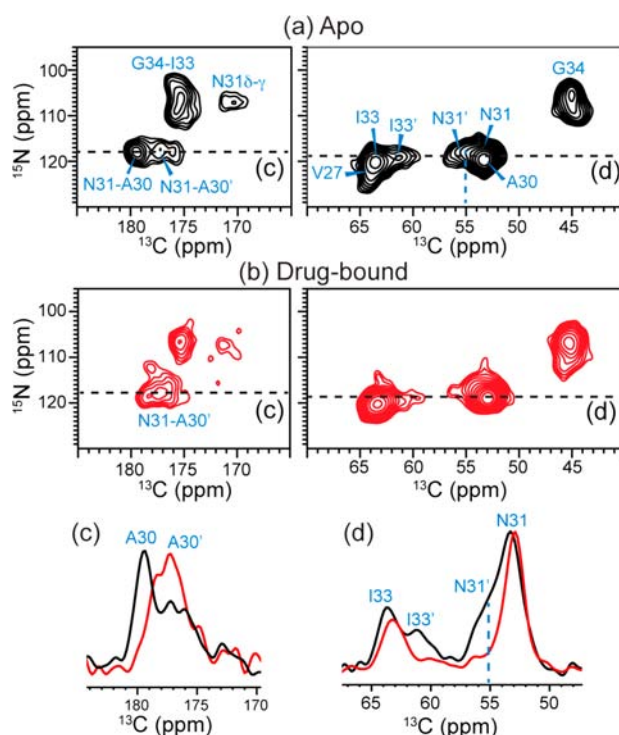 (a) Apo
G34-I33
N31δ-γ
N31-A30
N31-A30'
(c)
100
110
120
¹⁵N (ppm)
180 175 170
¹³C (ppm)
G34
N31' N31
I33 I33'
V27
A30
(d)
65 60 55 50 45
¹³C (ppm)
(b) Drug-bound
100
110
120
¹⁵N (ppm)
(c)
N31-A30'
180 175 170
¹³C (ppm)
(d)
65 60 55 50 45
¹³C (ppm)
(c)
A30 A30'
180 175 170
¹³C (ppm)
(d)
N31
N31'
I33
I33'
65 60 55 50
¹³C (ppm)